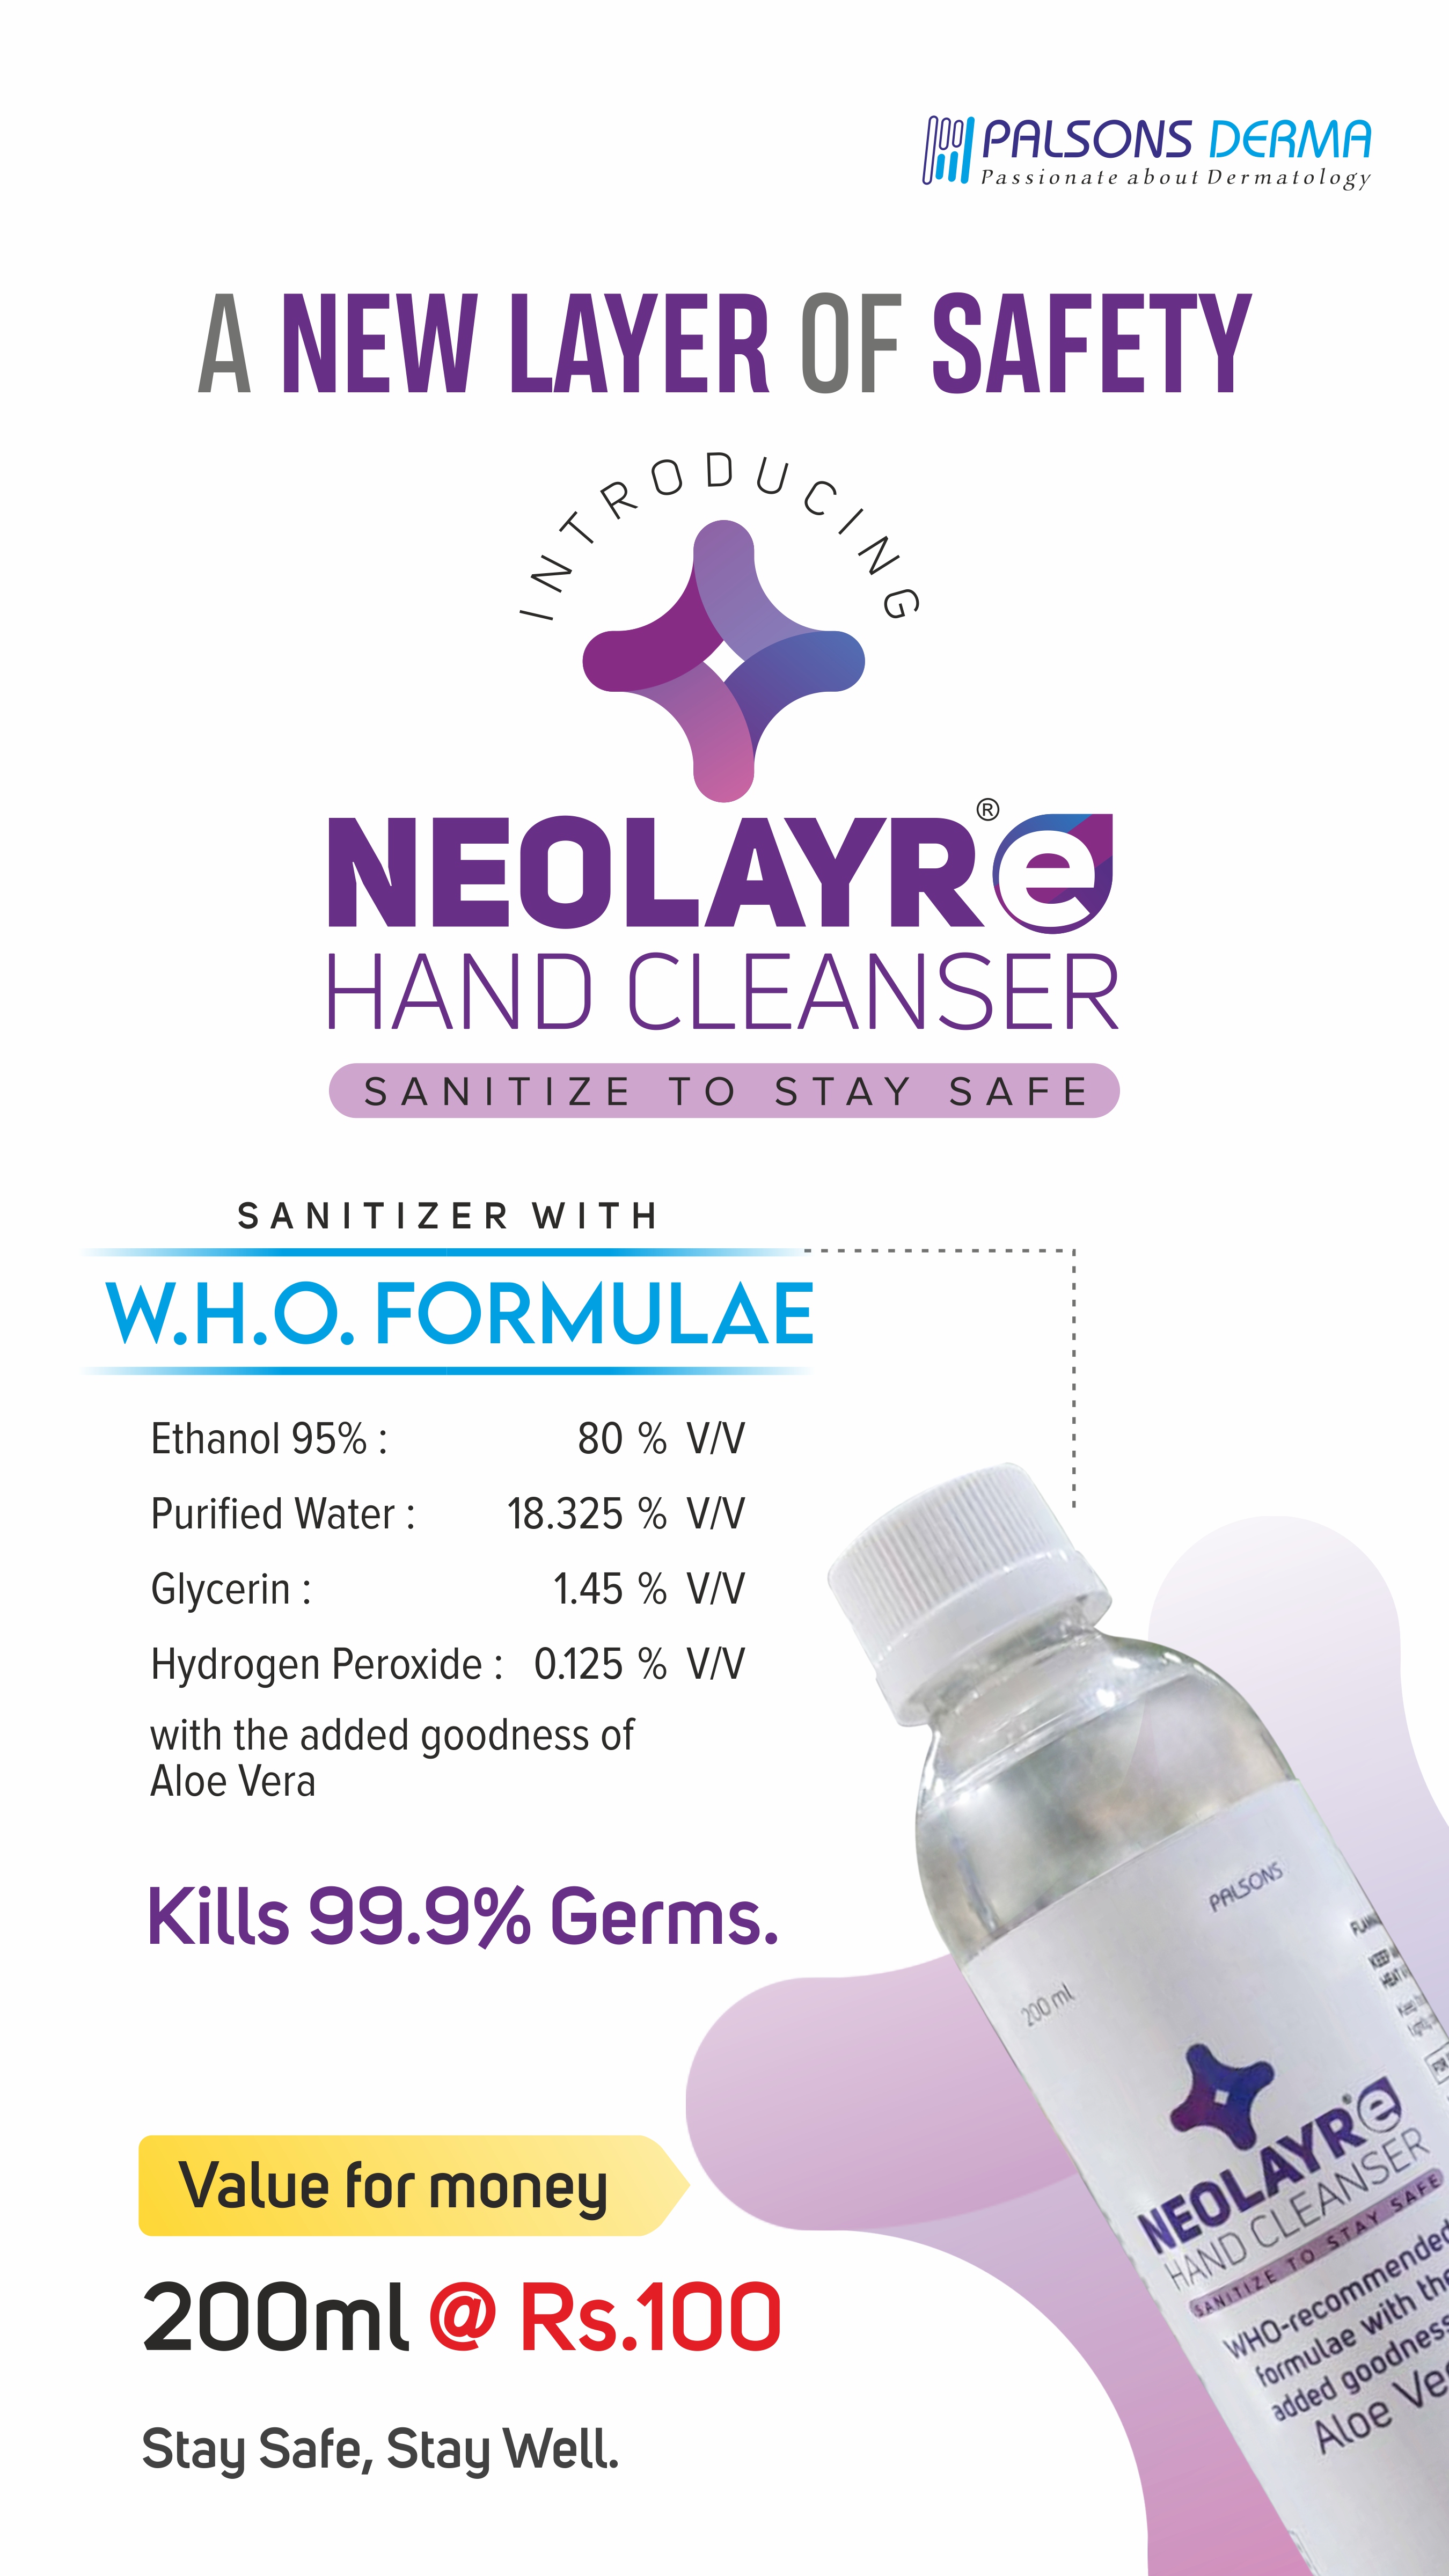 PALSONS DERMA
Passionate about Dermatology
A NEW LAYER OF SAFETY
INTRODUCING
NEOLAYR®e
HAND CLEANSER
SANITIZE TO STAY SAFE
SANITIZER WITH
W.H.O. FORMULAE
Ethanol 95% : 80 % V/V
Purified Water : 18.325 % V/V
Glycerin : 1.45 % V/V
Hydrogen Peroxide : 0.125 % V/V
with the added goodness of
Aloe Vera
Kills 99.9% Germs.
Value for money
200ml @ Rs.100
Stay Safe, Stay Well.
PALSONS
200 ml
KEEP
NEOLAYR®e
HAND CLEANSER
SANITIZE TO STAY SAFE
WHO-recommended
formulae with the
added goodness
Aloe